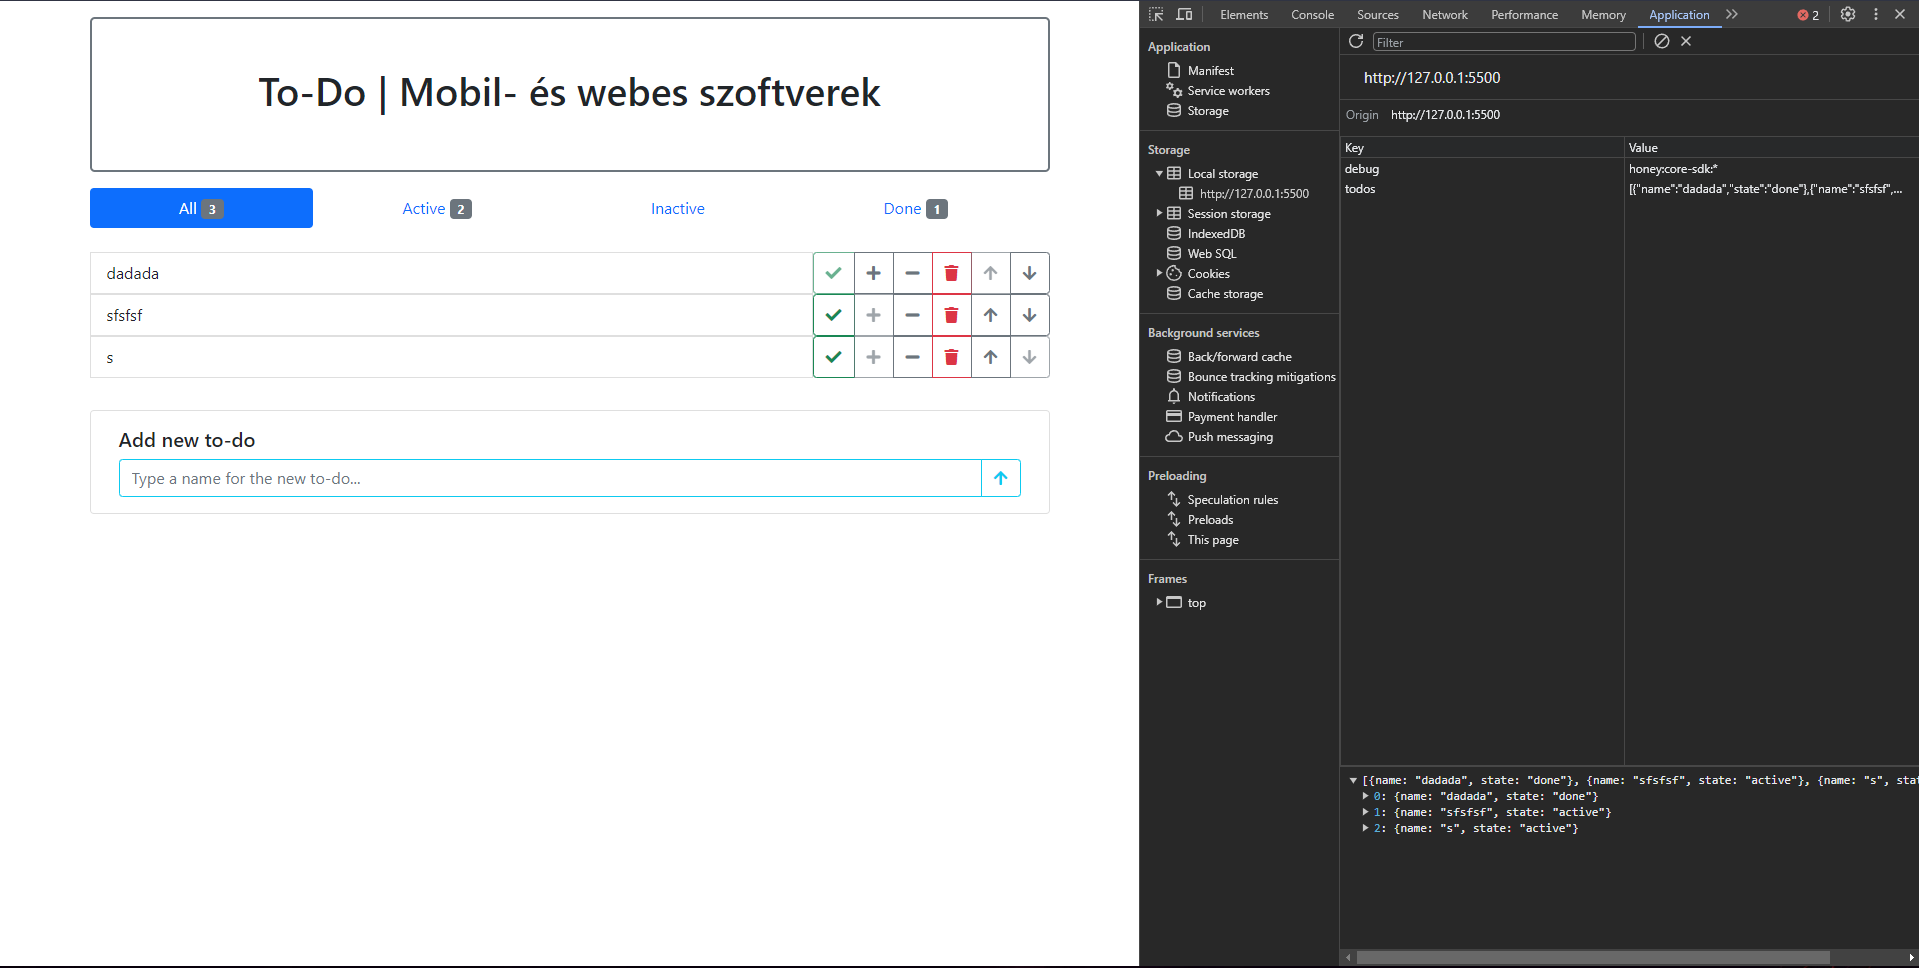 To-Do | Mobil- és webes szoftverek
All 3
Active 2
Inactive
Done 1
dadada
sfsfsf
s
Add new to-do
Type a name for the new to-do...
Elements Console Sources Network Performance Memory Application 2
Application
Manifest
Service workers
Storage
Storage
Local storage
http://127.0.0.1:5500
Session storage
IndexedDB
Web SQL
Cookies
Cache storage
Background services
Back/forward cache
Bounce tracking mitigations
Notifications
Payment handler
Push messaging
Preloading
Speculation rules
Preloads
This page
Frames
top
Filter
http://127.0.0.1:5500
Origin http://127.0.0.1:5500
Key Value
debug honey:core-sdk:*
todos [{"name":"dadada","state":"done"},{"name":"sfsfsf",...
[{name: "dadada", state: "done"}, {name: "sfsfsf", state: "active"}, {name: "s", stat
0: {name: "dadada", state: "done"}
1: {name: "sfsfsf", state: "active"}
2: {name: "s", state: "active"}